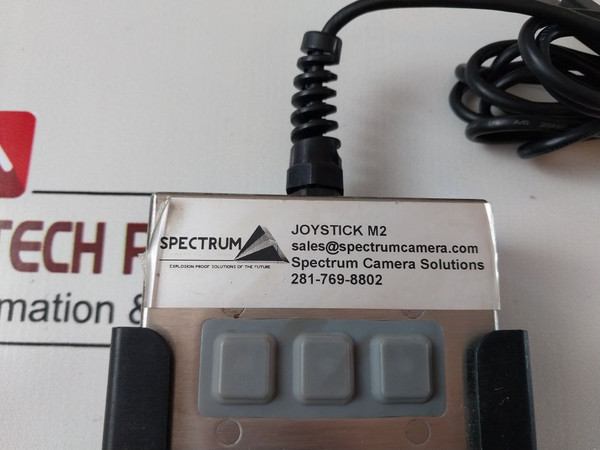 SPECTRUM
EXPLOSION PROOF SOLUTIONS OF THE FUTURE
JOYSTICK M2
sales@spectrumcamera.com
Spectrum Camera Solutions
281-769-8802
TECH
mation &